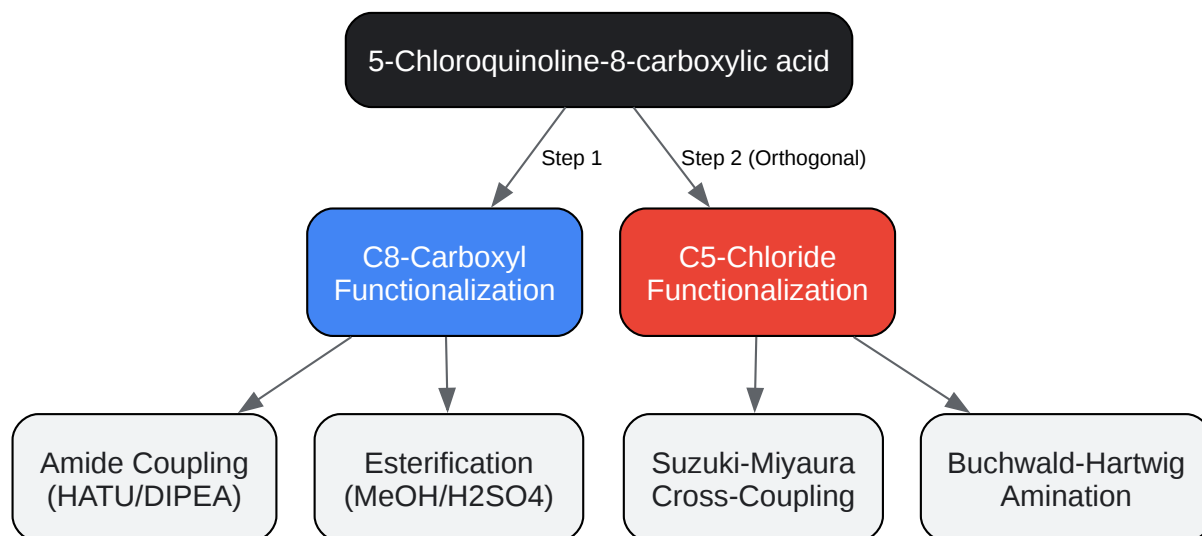 5-Chloroquinoline-8-carboxylic acid
Step 1
Step 2 (Orthogonal)
C8-Carboxyl
Functionalization
C5-Chloride
Functionalization
Amide Coupling
(HATU/DIPEA)
Esterification
(MeOH/H2SO4)
Suzuki-Miyaura
Cross-Coupling
Buchwald-Hartwig
Amination